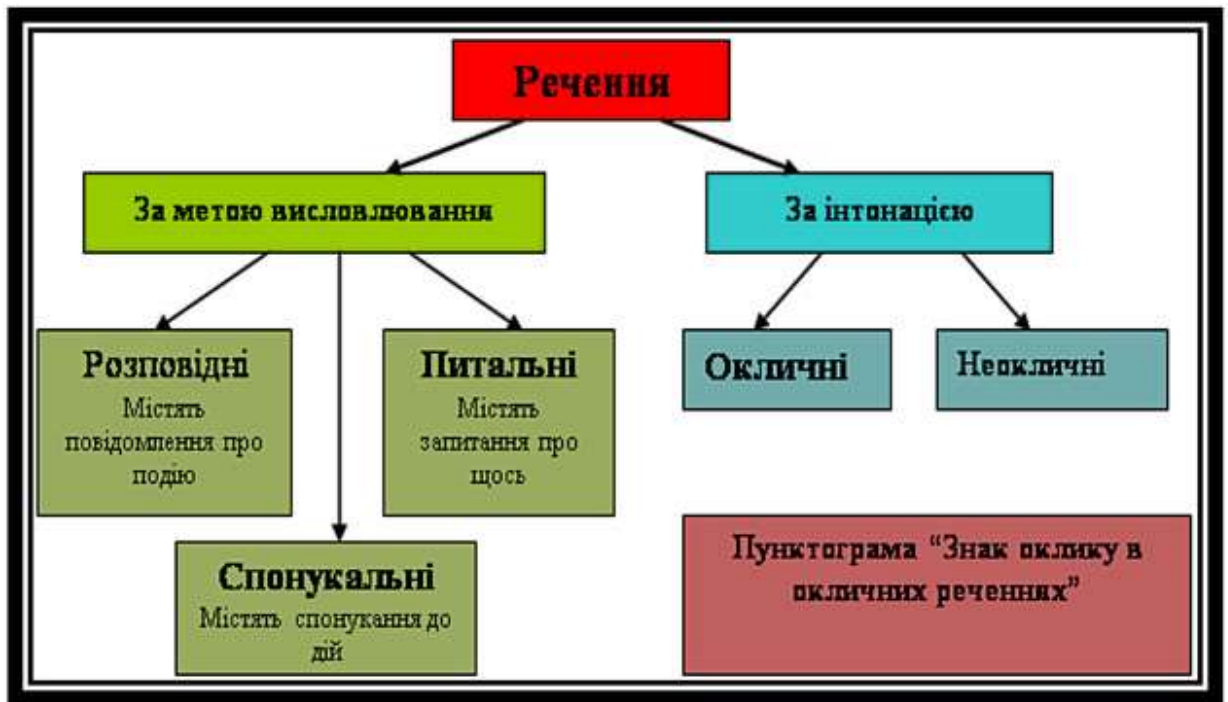 Речення
За метою висловлювання
За інтонацією
Розповідні
Містять
повідомлення про
подію
Питальні
Містять
запитання про
щось
Окличні
Неокличні
Спонукальні
Містять спонукання до
дій
Пунктограма “Знак оклику в
окличних реченнях”